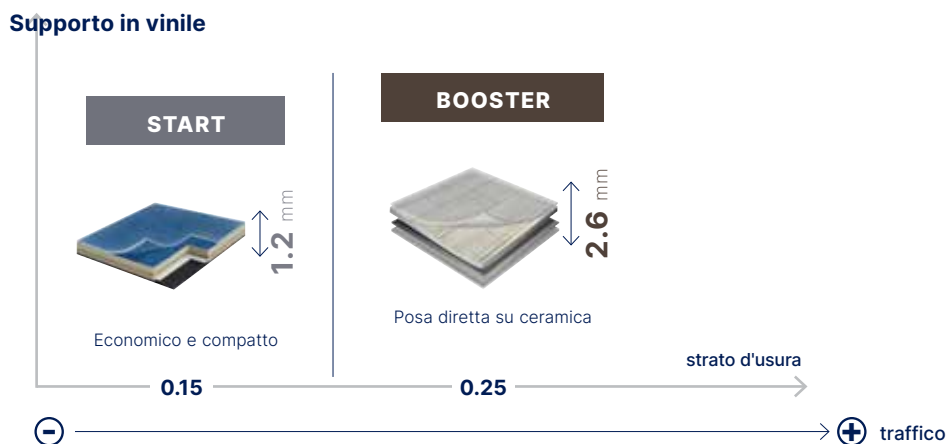 Supporto in vinile
START
BOOSTER
1.2 mm
2.6 mm
Economico e compatto
Posa diretta su ceramica
strato d'usura
0.15
0.25
traffico